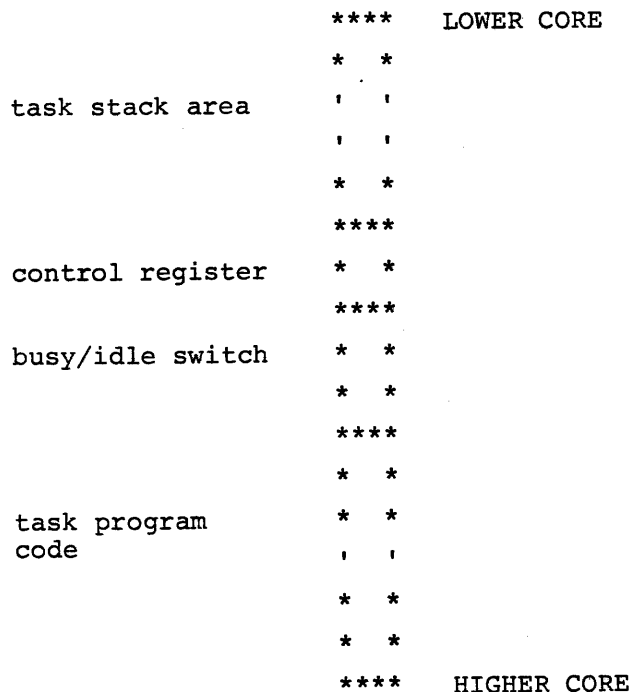 **** LOWER CORE
* *
task stack area ' '
' '
* *
****
control register * *
****
busy/idle switch * *
* *
****
* *
task program * *
code ' '
* *
* *
**** HIGHER CORE